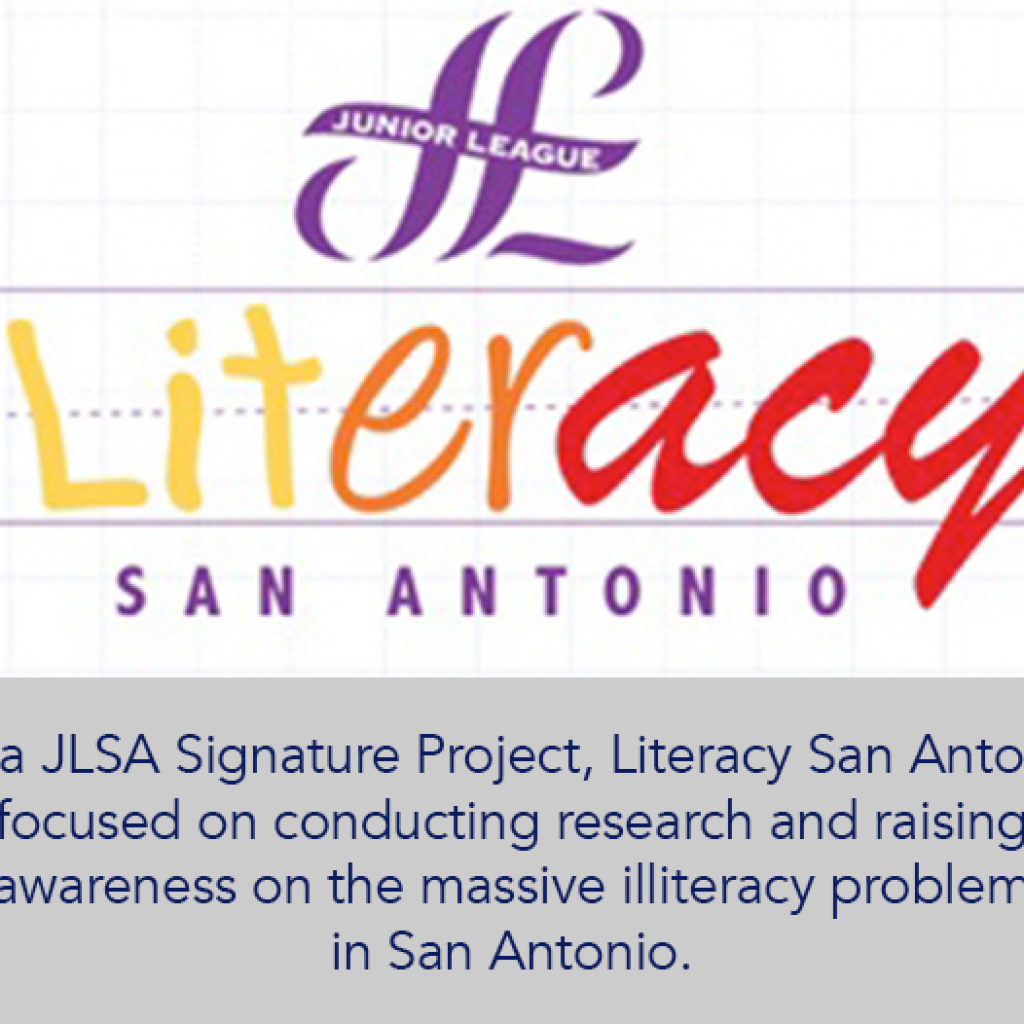 JL
JUNIOR LEAGUE
Literacy
SAN ANTONIO
a JLSA Signature Project, Literacy San Anto
focused on conducting research and raising
awareness on the massive illiteracy problem
in San Antonio.